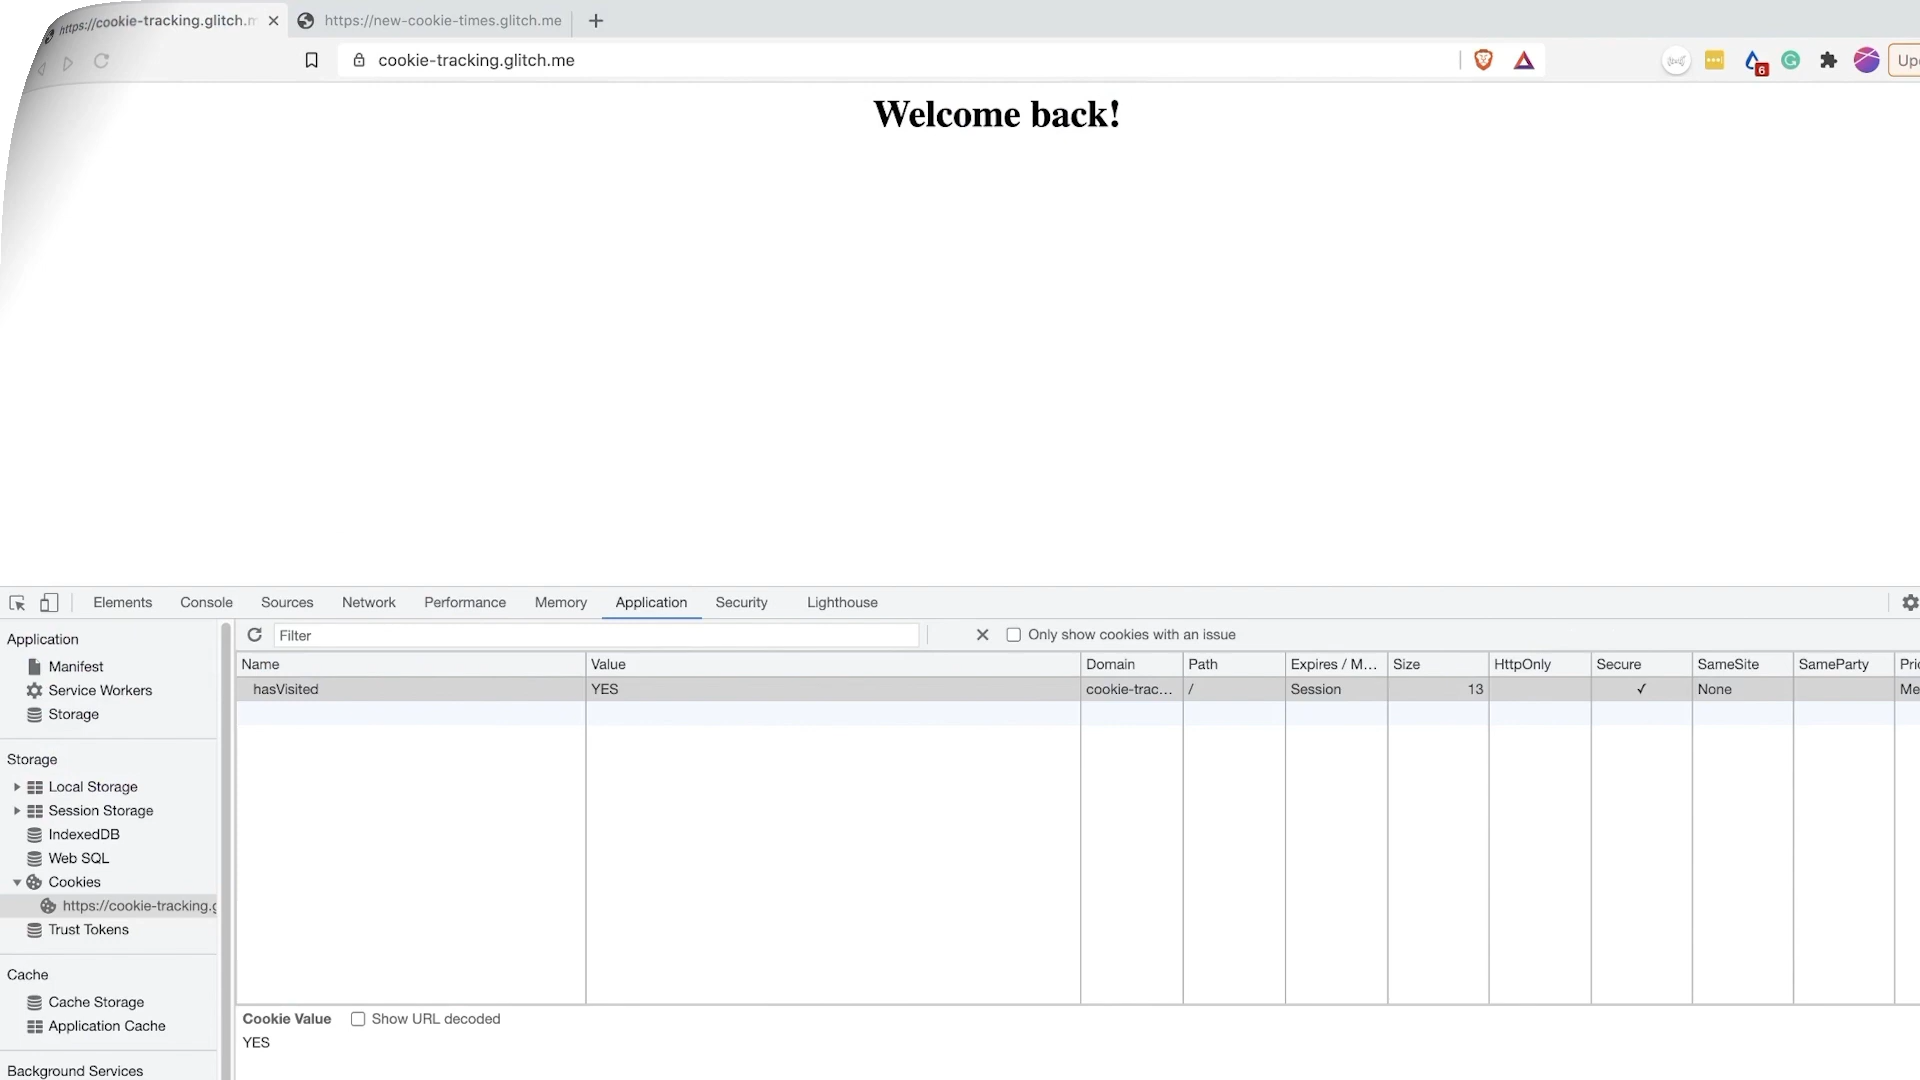 https://cookie-tracking.glitch.m
https://new-cookie-times.glitch.me
cookie-tracking.glitch.me
6
Up
Welcome back!
Elements Console Sources Network Performance Memory Application Security Lighthouse
Application
Manifest
Service Workers
Storage
Storage
Local Storage
Session Storage
IndexedDB
Web SQL
Cookies
https://cookie-tracking.g
Trust Tokens
Cache
Cache Storage
Application Cache
Background Services
Filter
Only show cookies with an issue
Name Value Domain Path Expires / M... Size HttpOnly Secure SameSite SameParty Prio
hasVisited YES cookie-trac... / Session 13 ✓ None Me
Cookie Value Show URL decoded
YES